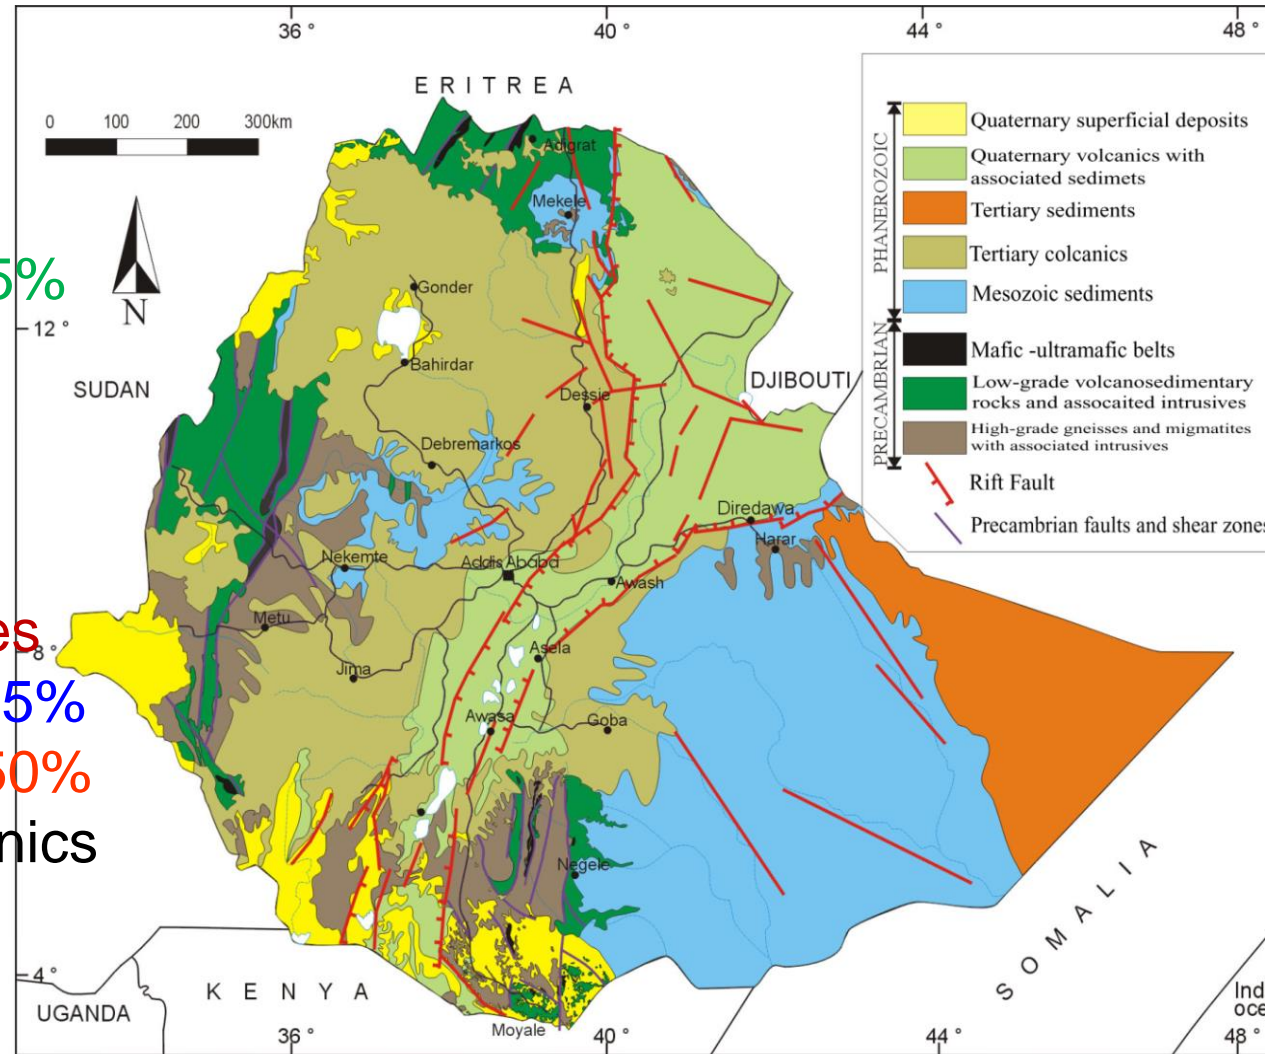 36 °
40 °
44 °
48 °
ERITREA
0 100 200 300km
N
5%
12 °
SUDAN
es
8 °
5%
50%
nics
4 °
UGANDA
KENYA
SOMALIA
DJIBOUTI
Ind
oce
36 °
40 °
44 °
48 °
Adigrat
Mekele
Gonder
Bahirdar
Dessie
Debremarkos
Diredawa
Harar
Nekemte
Addis Ababa
Awash
Metu
Asela
Jima
Awasa
Goba
Negele
Moyale
PHANEROZOIC
Quaternary superficial deposits
Quaternary volcanics with
associated sedimets
Tertiary sediments
Tertiary colcanics
Mesozoic sediments
PRECAMBRIAN
Mafic -ultramafic belts
Low-grade volcanosedimentary
rocks and assocaited intrusives
High-grade gneisses and migmatites
with associated intrusives
Rift Fault
Precambrian faults and shear zones